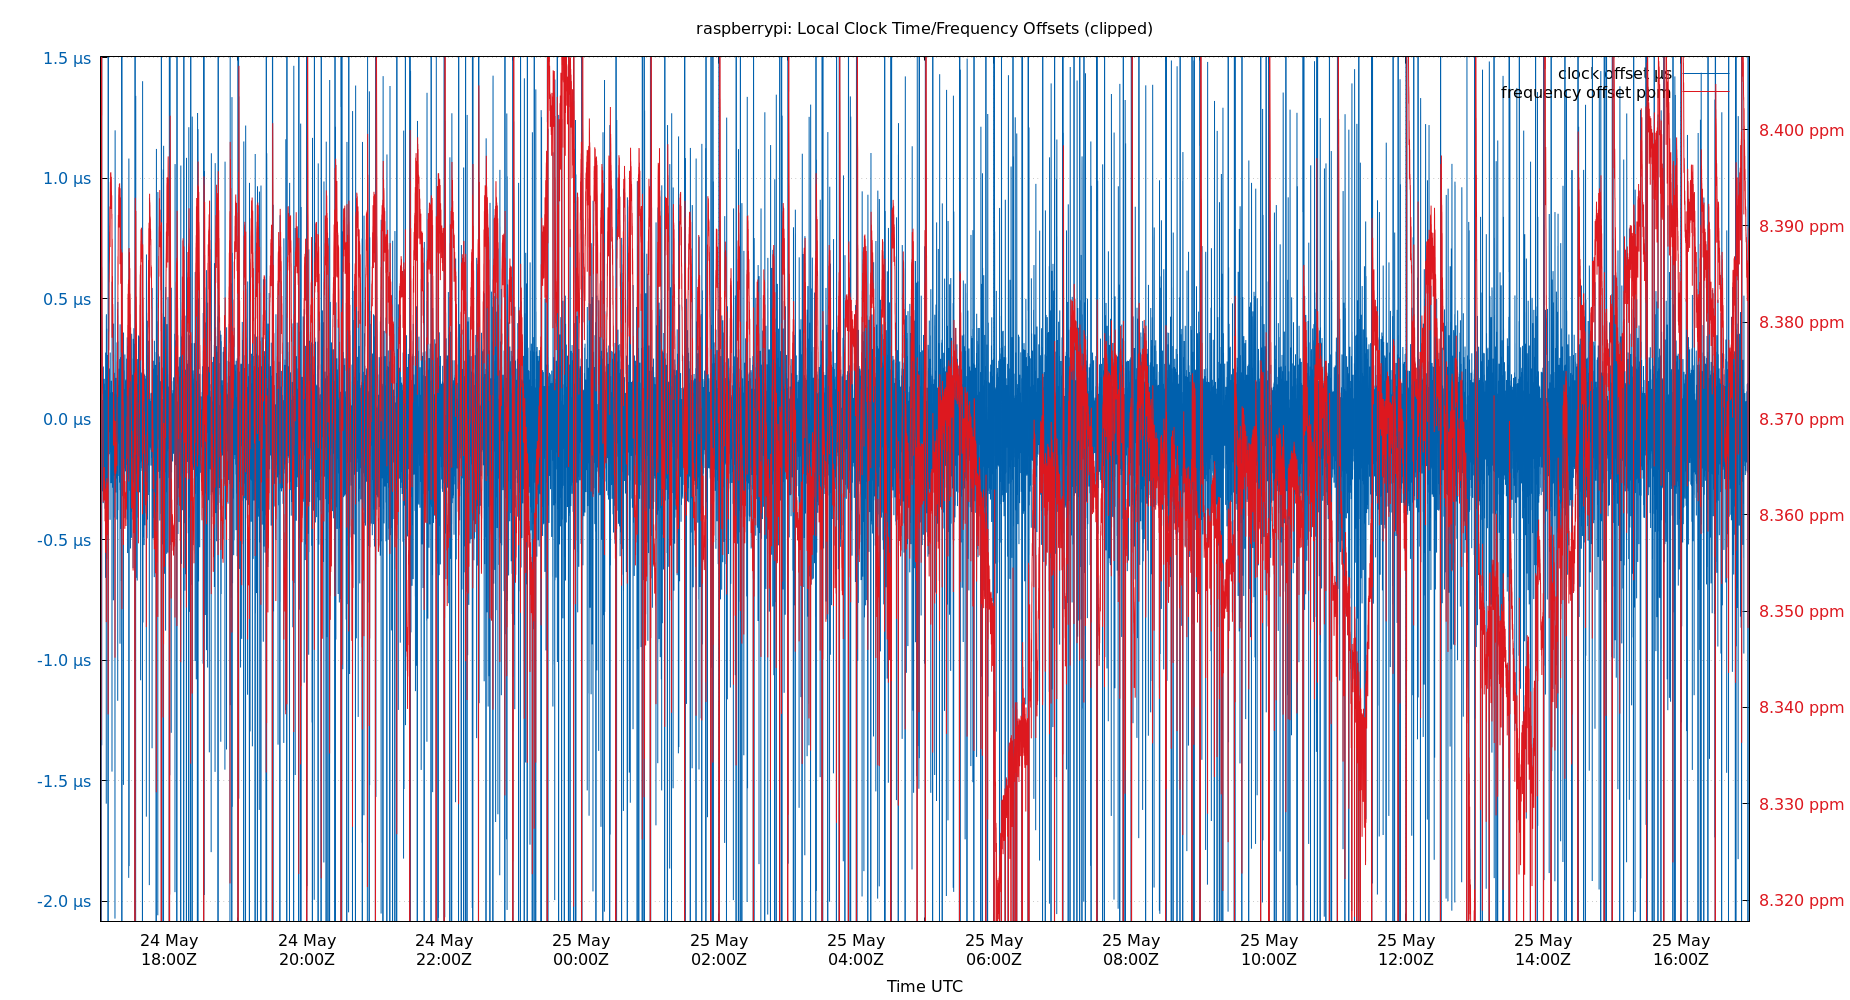 raspberrypi: Local Clock Time/Frequency Offsets (clipped)
clock offset µs
frequency offset ppm
1.5 µs
1.0 µs
0.5 µs
0.0 µs
-0.5 µs
-1.0 µs
-1.5 µs
-2.0 µs
8.400 ppm
8.390 ppm
8.380 ppm
8.370 ppm
8.360 ppm
8.350 ppm
8.340 ppm
8.330 ppm
8.320 ppm
24 May 24 May 24 May 25 May 25 May 25 May 25 May 25 May 25 May 25 May 25 May 25 May
18:00Z 20:00Z 22:00Z 00:00Z 02:00Z 04:00Z 06:00Z 08:00Z 10:00Z 12:00Z 14:00Z 16:00Z
Time UTC